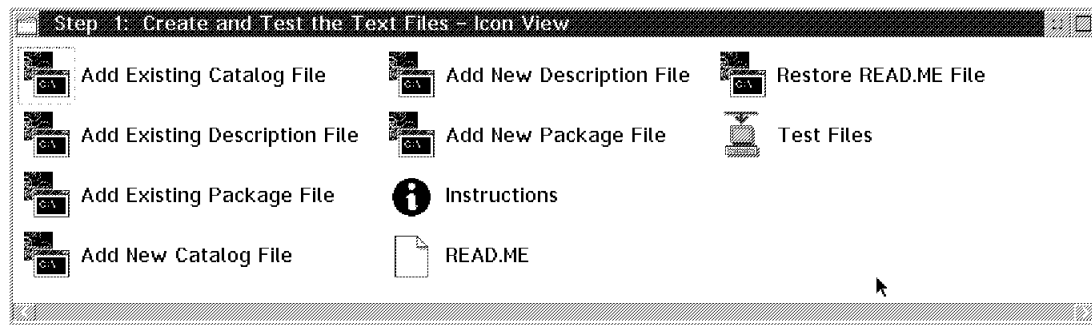 Step 1: Create and Test the Text Files - Icon View
Add Existing Catalog File
Add New Description File
Restore READ.ME File
Add Existing Description File
Add New Package File
Test Files
Add Existing Package File
Instructions
Add New Catalog File
READ.ME